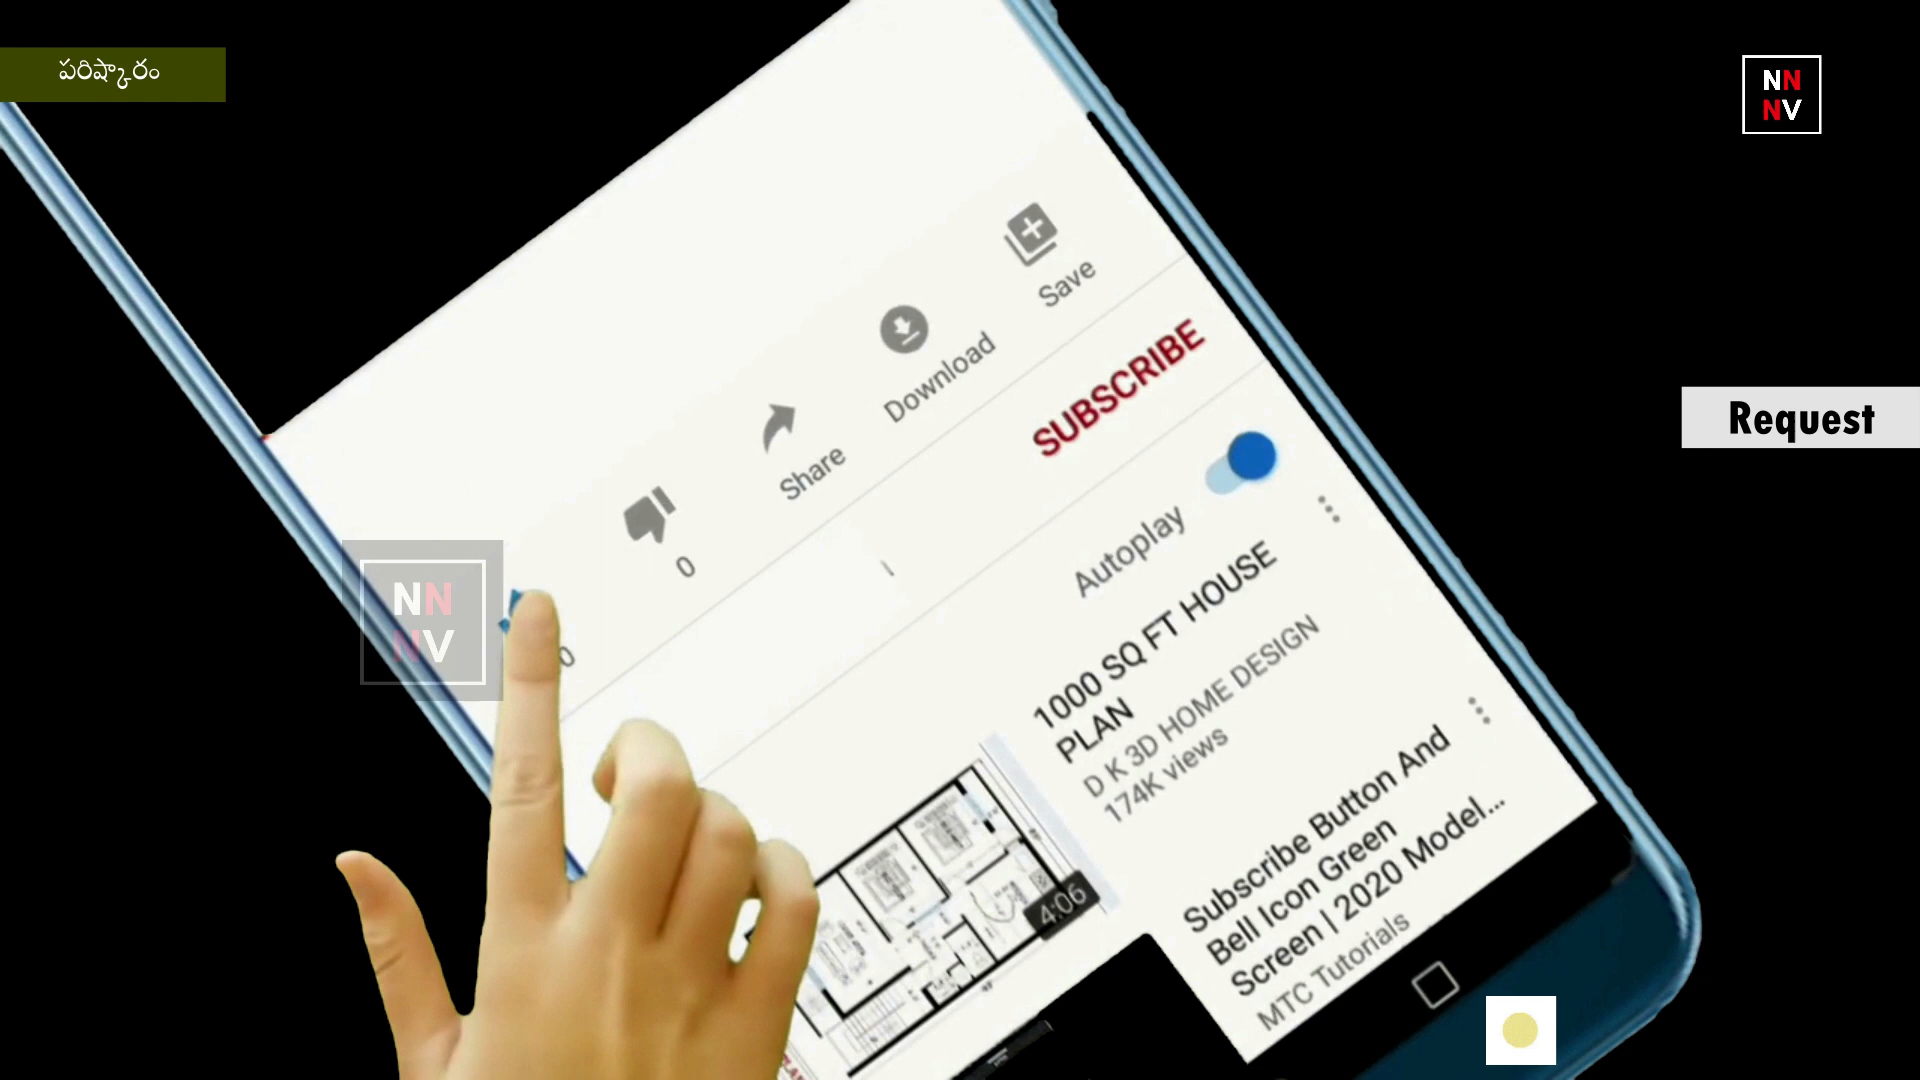 పరిష్కారం
NN
NV
Request
Save
Download
Share
0
0
SUBSCRIBE
NN
NV
Autoplay
1000 SQ FT HOUSE
PLAN
D K 3D HOME DESIGN
174K views
4:06
Subscribe Button And
Bell Icon Green
Screen | 2020 Model...
MTC Tutorials